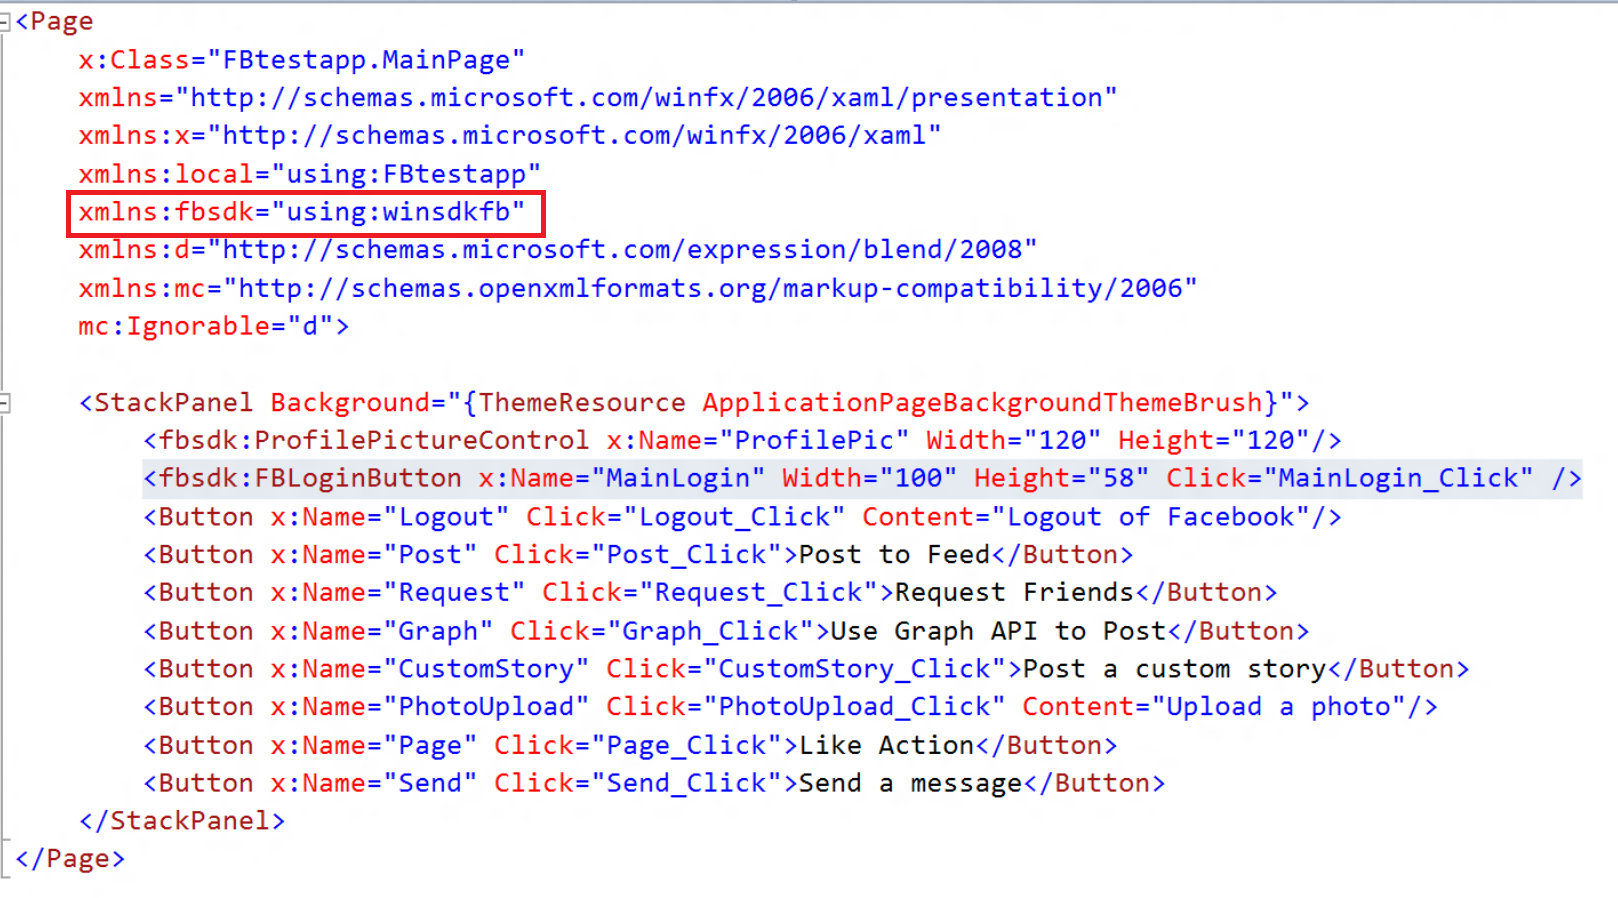 <Page
x:Class="FBtestapp.MainPage"
xmlns="http://schemas.microsoft.com/winfx/2006/xaml/presentation"
xmlns:x="http://schemas.microsoft.com/winfx/2006/xaml"
xmlns:local="using:FBtestapp"
xmlns:fbsdk="using:winsdkfb"
xmlns:d="http://schemas.microsoft.com/expression/blend/2008"
xmlns:mc="http://schemas.openxmlformats.org/markup-compatibility/2006"
mc:Ignorable="d">
<StackPanel Background="{ThemeResource ApplicationPageBackgroundThemeBrush}">
<fbsdk:ProfilePictureControl x:Name="ProfilePic" Width="120" Height="120"/>
<fbsdk:FBLoginButton x:Name="MainLogin" Width="100" Height="58" Click="MainLogin_Click" />
<Button x:Name="Logout" Click="Logout_Click" Content="Logout of Facebook"/>
<Button x:Name="Post" Click="Post_Click">Post to Feed</Button>
<Button x:Name="Request" Click="Request_Click">Request Friends</Button>
<Button x:Name="Graph" Click="Graph_Click">Use Graph API to Post</Button>
<Button x:Name="CustomStory" Click="CustomStory_Click">Post a custom story</Button>
<Button x:Name="PhotoUpload" Click="PhotoUpload_Click" Content="Upload a photo"/>
<Button x:Name="Page" Click="Page_Click">Like Action</Button>
<Button x:Name="Send" Click="Send_Click">Send a message</Button>
</StackPanel>
</Page>